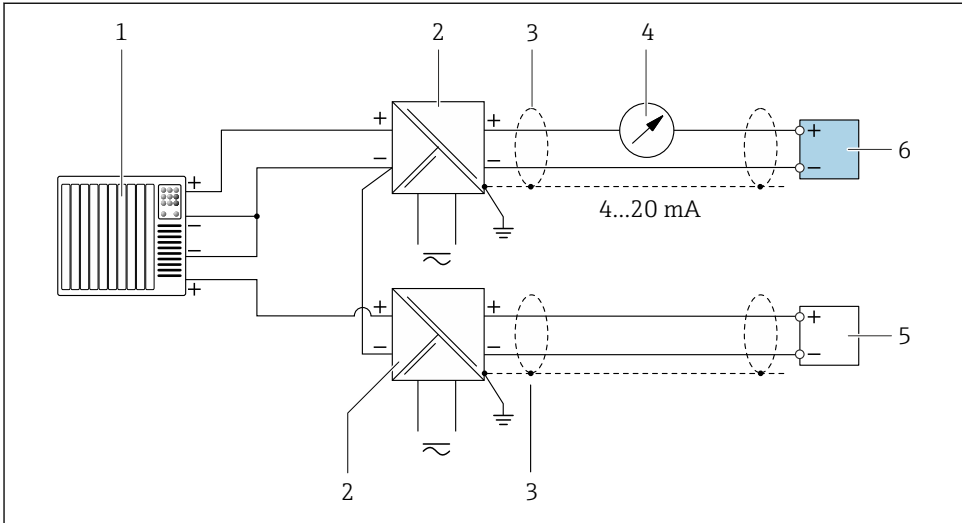 1 2 3 4
+ +
6
+ +
− −
−
+
4...20 mA
−
−
+
+ + +
5
− − −
2 3